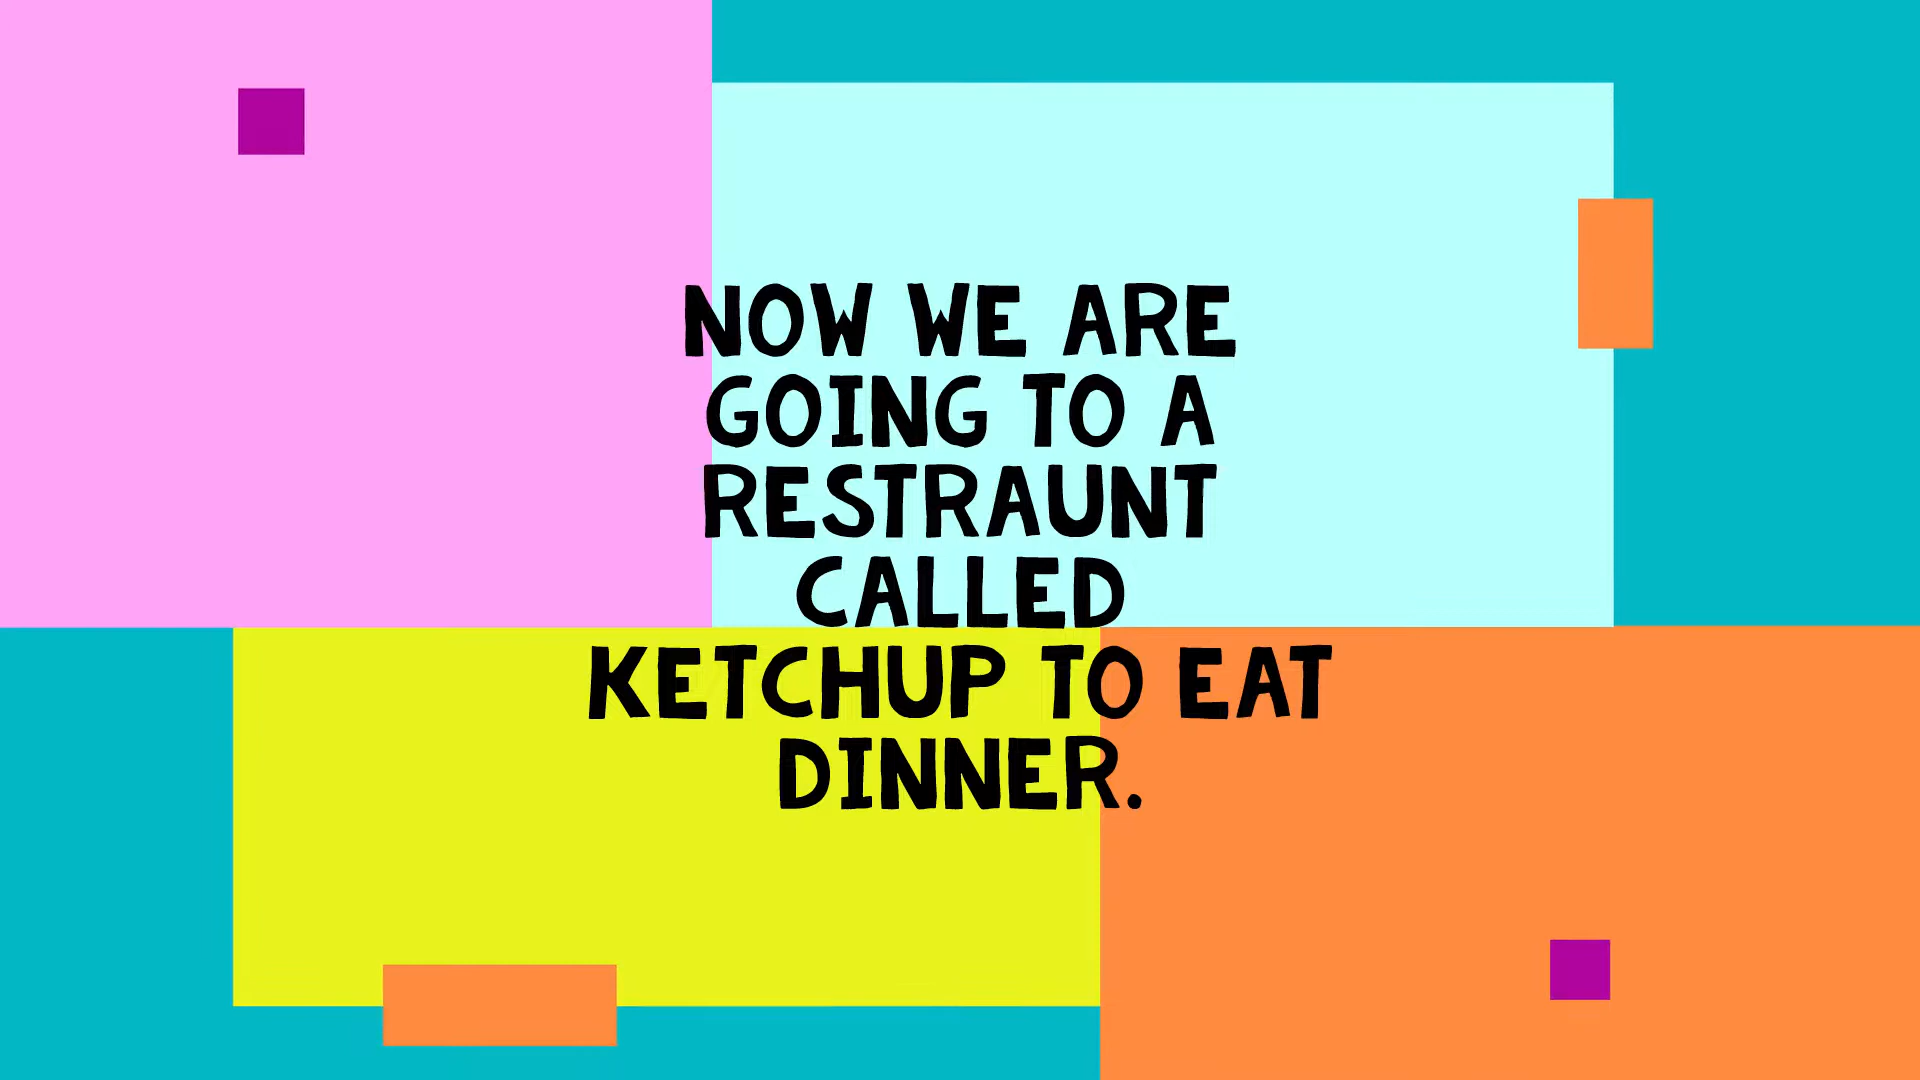 NOW WE ARE
GOING TO A
RESTRAUNT
CALLED
KETCHUP TO EAT
DINNER.